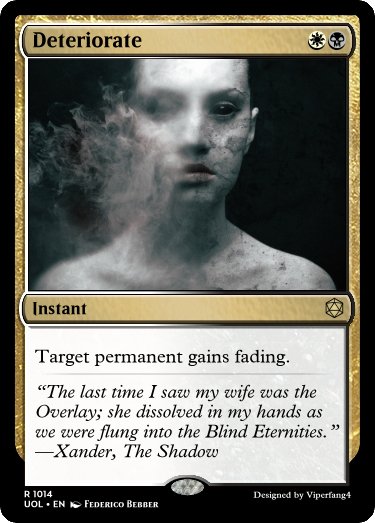 Deteriorate
Instant
Target permanent gains fading.
“The last time I saw my wife was the
Overlay; she dissolved in my hands as
we were flung into the Blind Eternities.”
—Xander, The Shadow
R 1014
UOL • EN Federico Bebber
Designed by Viperfang4